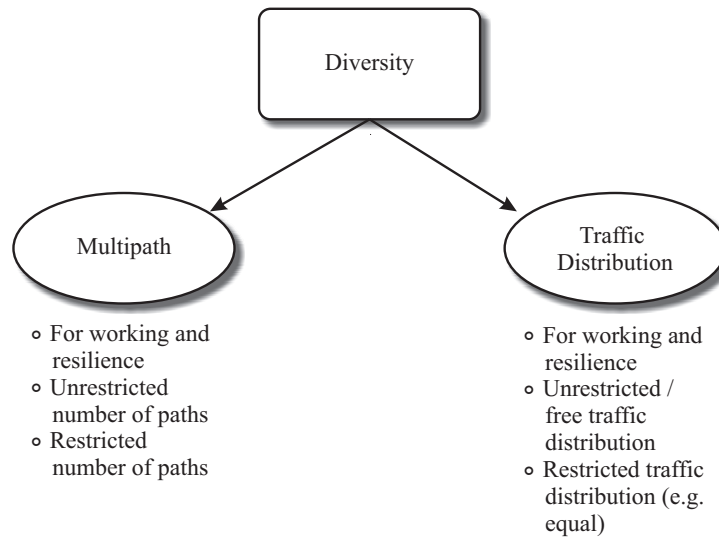 Diversity
Multipath
For working and
resilience
Unrestricted
number of paths
Restricted
number of paths
Traffic
Distribution
For working and
resilience
Unrestricted /
free traffic
distribution
Restricted traffic
distribution (e.g.
equal)